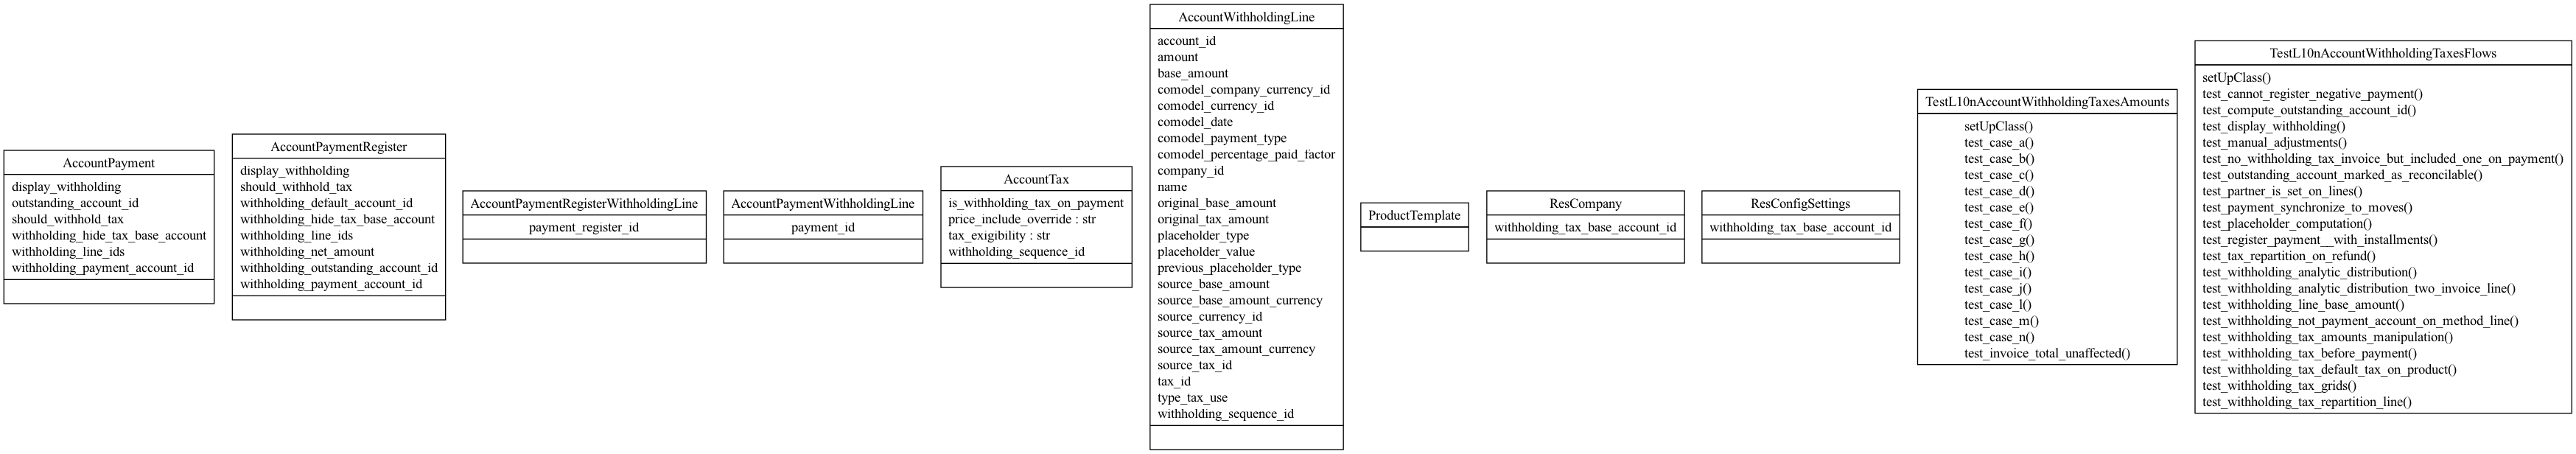 AccountPayment
display_withholding
outstanding_account_id
should_withhold_tax
withholding_hide_tax_base_account
withholding_line_ids
withholding_payment_account_id
AccountPaymentRegister
display_withholding
should_withhold_tax
withholding_default_account_id
withholding_hide_tax_base_account
withholding_line_ids
withholding_net_amount
withholding_outstanding_account_id
withholding_payment_account_id
AccountPaymentRegisterWithholdingLine
payment_register_id
AccountPaymentWithholdingLine
payment_id
AccountTax
is_withholding_tax_on_payment
price_include_override : str
tax_exigibility : str
withholding_sequence_id
AccountWithholdingLine
account_id
amount
base_amount
comodel_company_currency_id
comodel_currency_id
comodel_date
comodel_payment_type
comodel_percentage_paid_factor
company_id
name
original_base_amount
original_tax_amount
placeholder_type
placeholder_value
previous_placeholder_type
source_base_amount
source_base_amount_currency
source_currency_id
source_tax_amount
source_tax_amount_currency
source_tax_id
tax_id
type_tax_use
withholding_sequence_id
ProductTemplate
ResCompany
withholding_tax_base_account_id
ResConfigSettings
withholding_tax_base_account_id
TestL10nAccountWithholdingTaxesAmounts
setUpClass()
test_case_a()
test_case_b()
test_case_c()
test_case_d()
test_case_e()
test_case_f()
test_case_g()
test_case_h()
test_case_i()
test_case_j()
test_case_l()
test_case_m()
test_case_n()
test_invoice_total_unaffected()
TestL10nAccountWithholdingTaxesFlows
setUpClass()
test_cannot_register_negative_payment()
test_compute_outstanding_account_id()
test_display_withholding()
test_manual_adjustments()
test_no_withholding_tax_invoice_but_included_one_on_payment()
test_outstanding_account_marked_as_reconcilable()
test_partner_is_set_on_lines()
test_payment_synchronize_to_moves()
test_placeholder_computation()
test_register_payment__with_installments()
test_tax_repartition_on_refund()
test_withholding_analytic_distribution()
test_withholding_analytic_distribution_two_invoice_line()
test_withholding_line_base_amount()
test_withholding_not_payment_account_on_method_line()
test_withholding_tax_amounts_manipulation()
test_withholding_tax_before_payment()
test_withholding_tax_default_tax_on_product()
test_withholding_tax_grids()
test_withholding_tax_repartition_line()